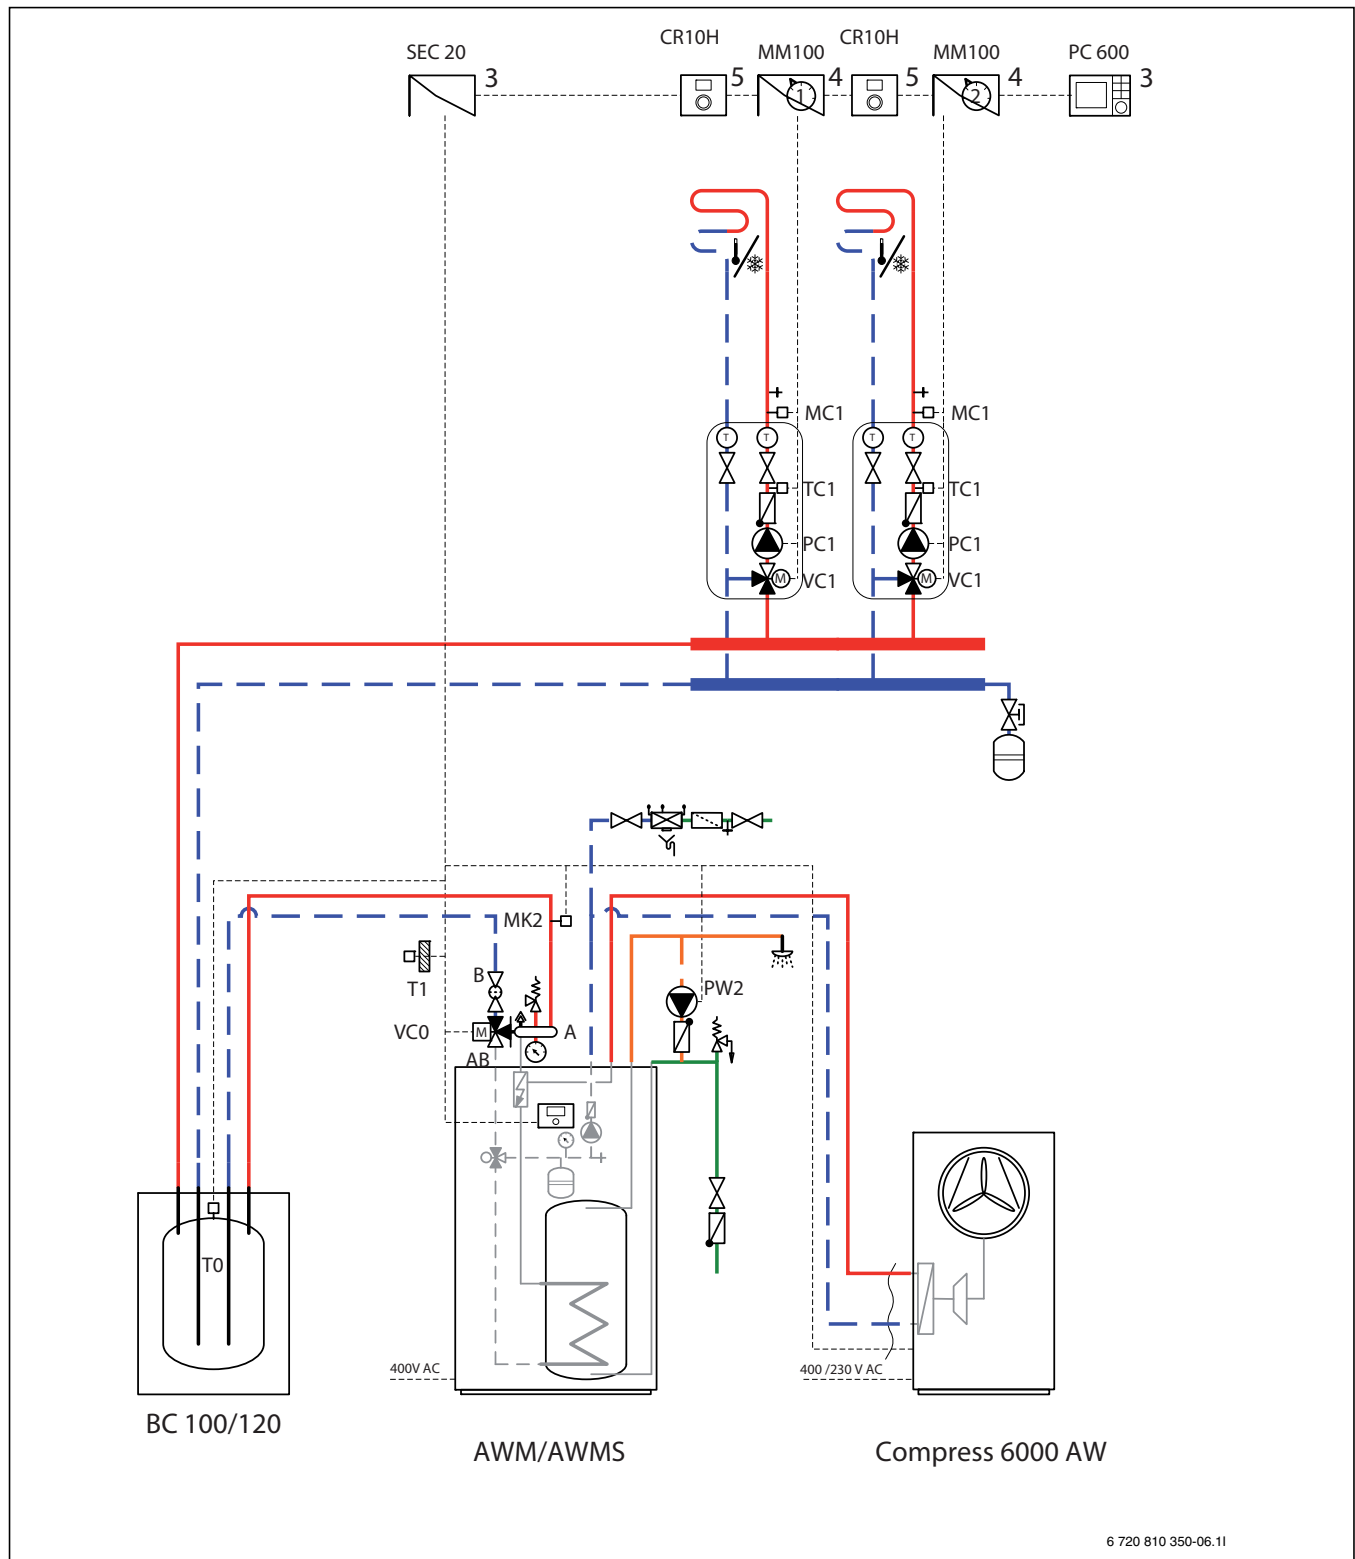 SEC 20
3
CR10H
5
MM100
1
4
CR10H
5
MM100
2
4
PC 600
3
MC1
MC1
T
T
T
T
TC1
TC1
PC1
PC1
M
VC1
M
VC1
MK2
T1
B
PW2
VC0
M
A
AB
T0
400V AC
400 /230 V AC
BC 100/120
AWM/AWMS
Compress 6000 AW
6 720 810 350-06.1I